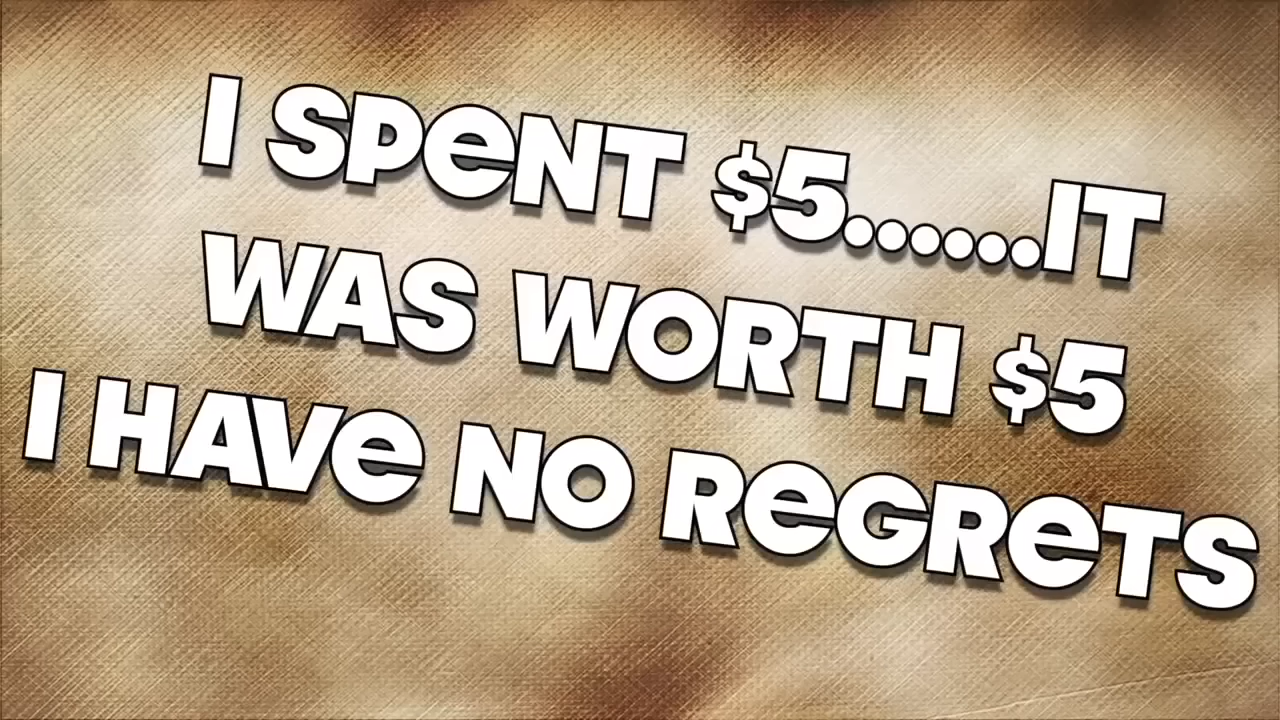 I SPeNT $5......IT
WAS WORTH $5
I HAVe NO ReGReTS